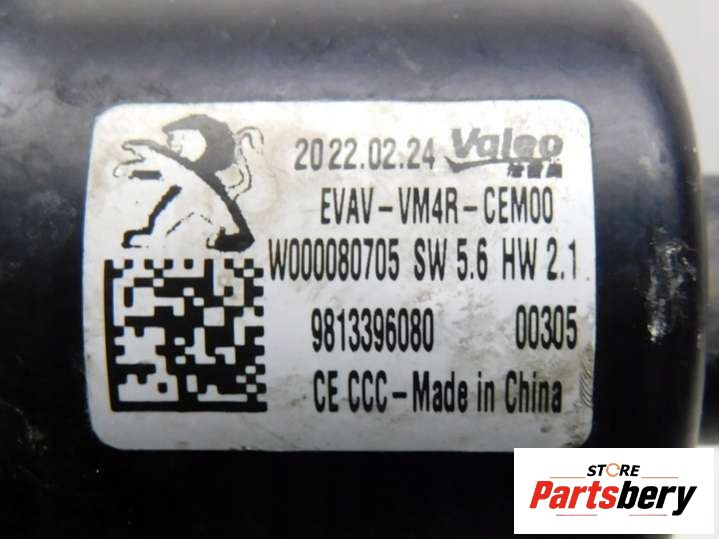 2022.02.24 Valeo
EVAV-VM4R-CEM00
W000080705 SW 5.6 HW 2.1
9813396080 00305
CE CCC-Made in China
STORE
Partsbery